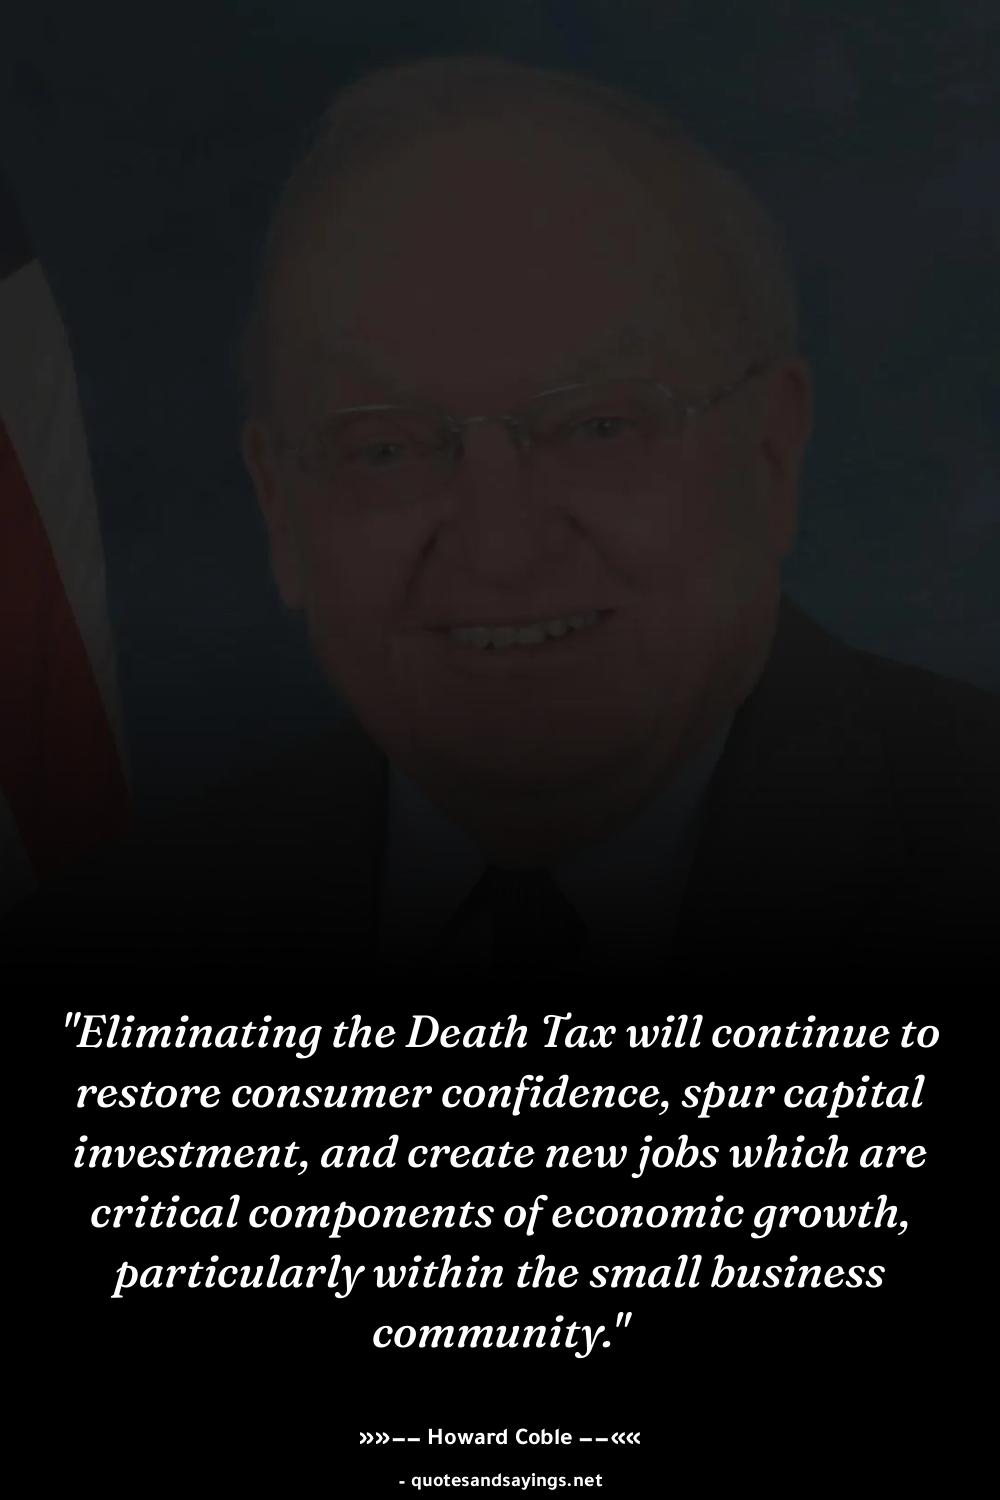 "Eliminating the Death Tax will continue to
restore consumer confidence, spur capital
investment, and create new jobs which are
critical components of economic growth,
particularly within the small business
community."
»»−− Howard Coble −−««
- quotesandsayings.net